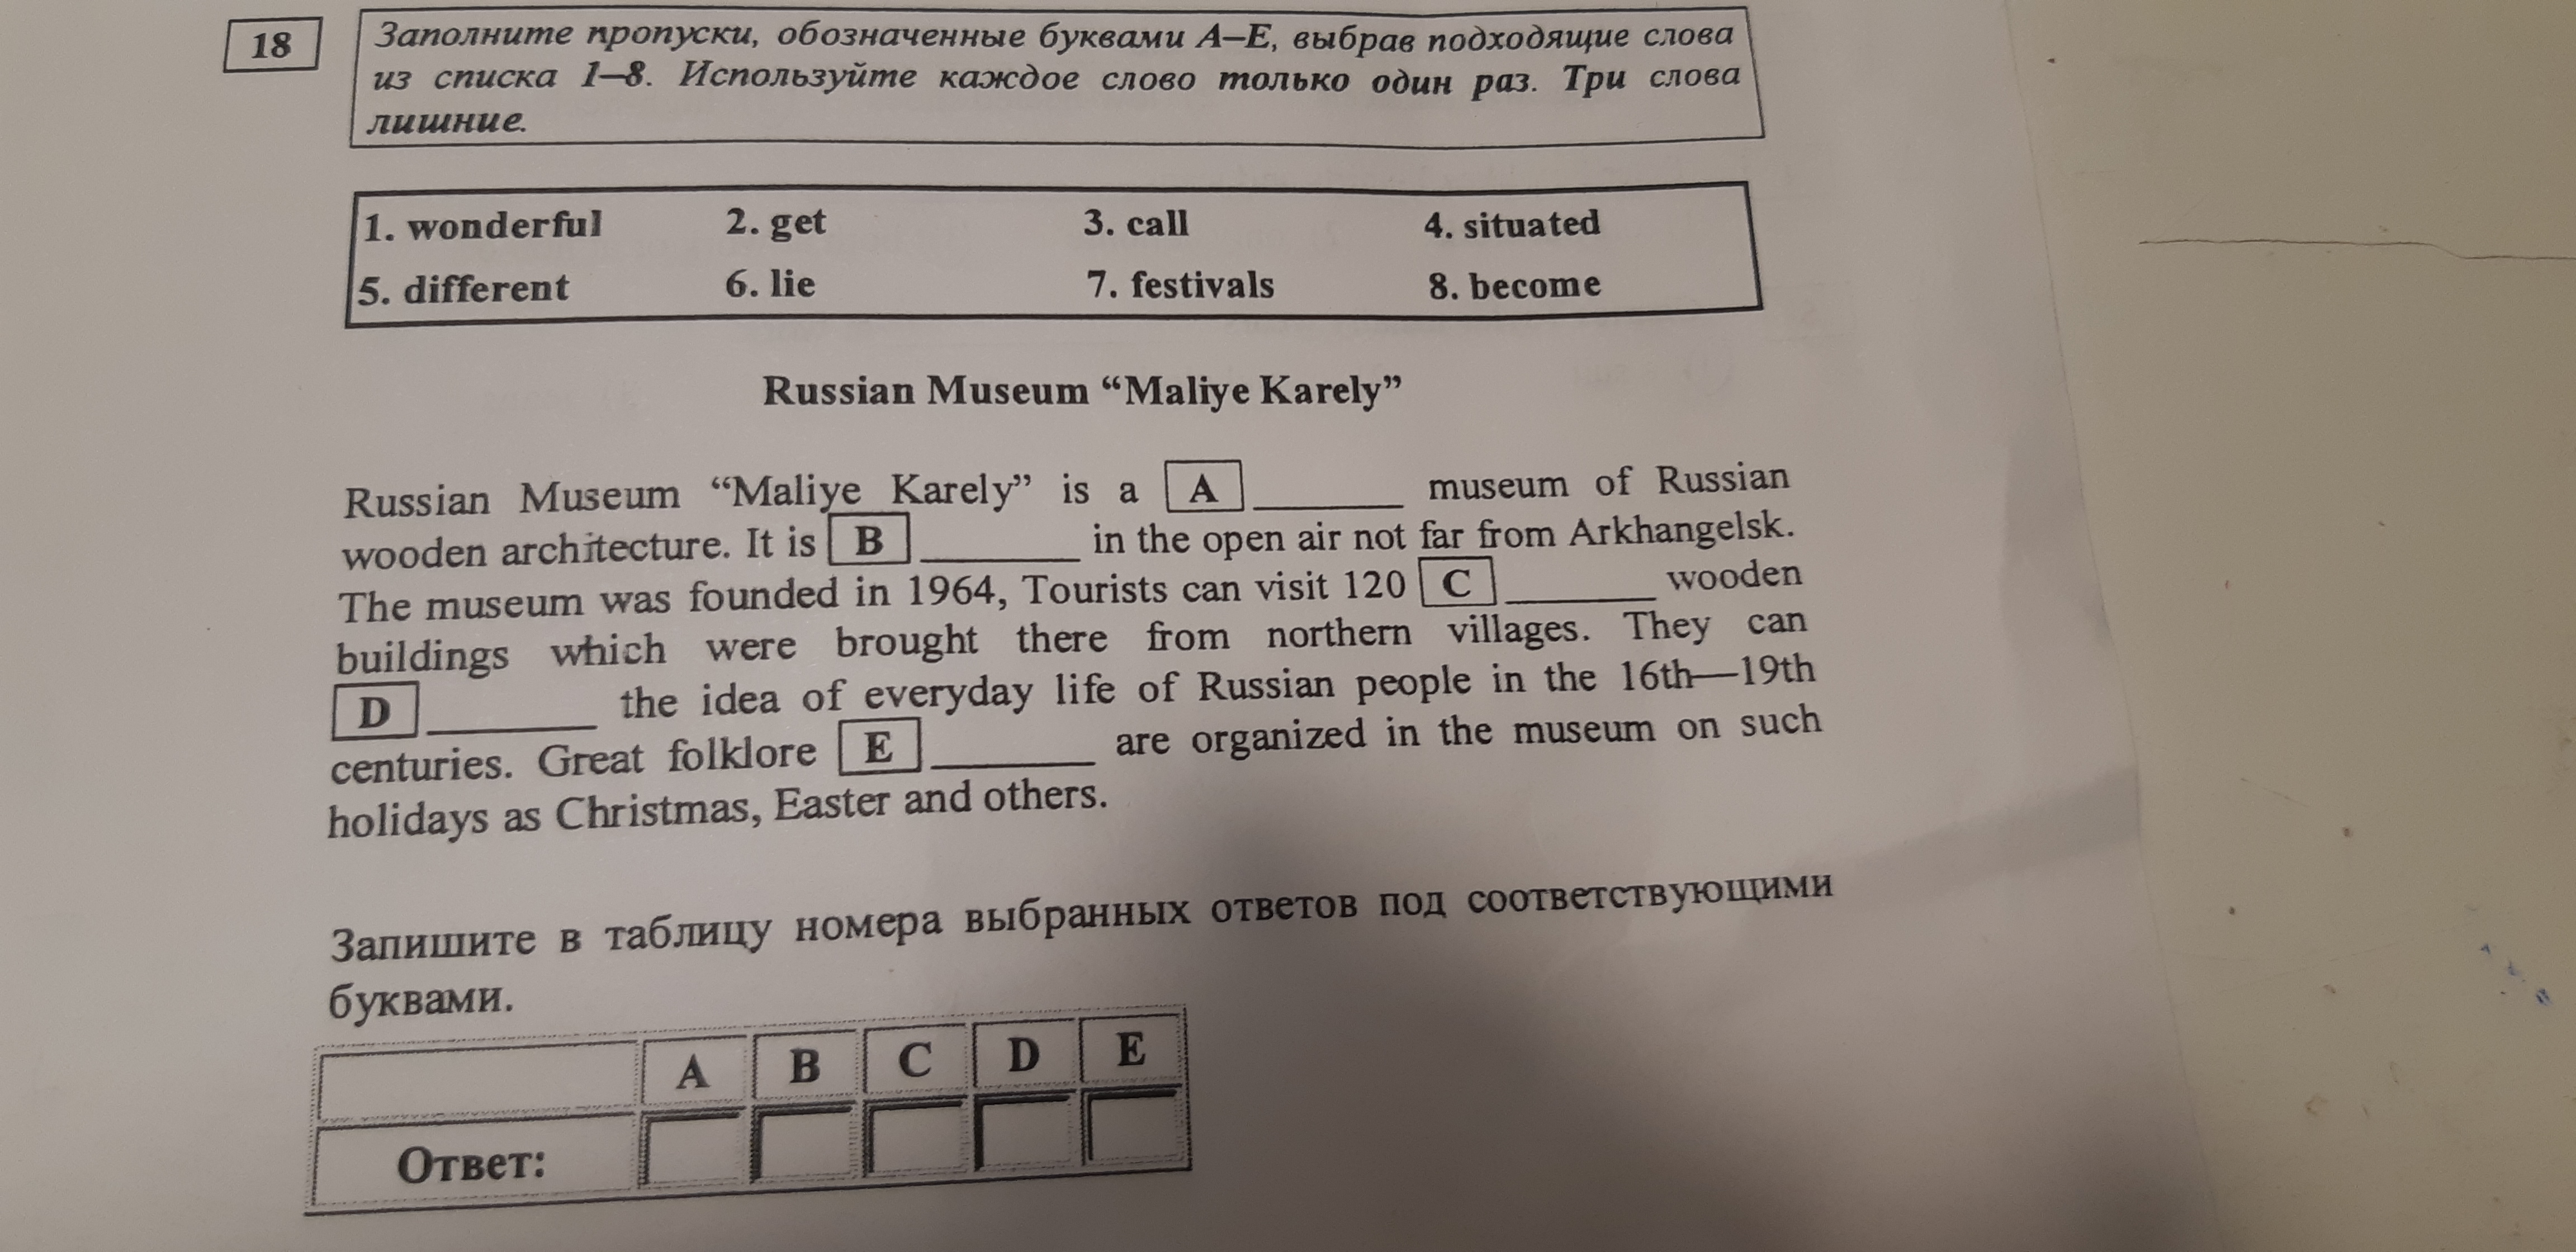 18
Заполните пропуски, обозначенные буквами А–Е, выбрав подходящие слова
из списка 1–8. Используйте каждое слово только один раз. Три слова
лишние.
1. wonderful 2. get 3. call 4. situated
5. different 6. lie 7. festivals 8. become
Russian Museum “Maliye Karely”
Russian Museum “Maliye Karely” is a A _______ museum of Russian
wooden architecture. It is B _______ in the open air not far from Arkhangelsk.
The museum was founded in 1964, Tourists can visit 120 C _______ wooden
buildings which were brought there from northern villages. They can
D _______ the idea of everyday life of Russian people in the 16th—19th
centuries. Great folklore E _______ are organized in the museum on such
holidays as Christmas, Easter and others.
Запишите в таблицу номера выбранных ответов под соответствующими
буквами.
A B C D E
Ответ: